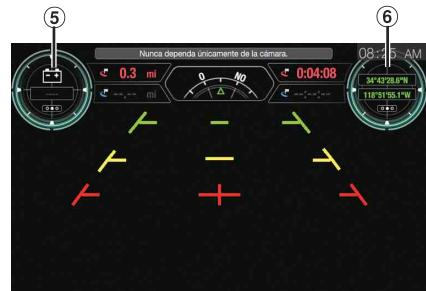 ⑤ ⑥
Nunca dependa únicamente de la cámara.
08:25 AM
0.3 mi
O NO
0:04:08
34°43'28.6"N
--.-- mi
--:--:--
118°51'55.1"W
----